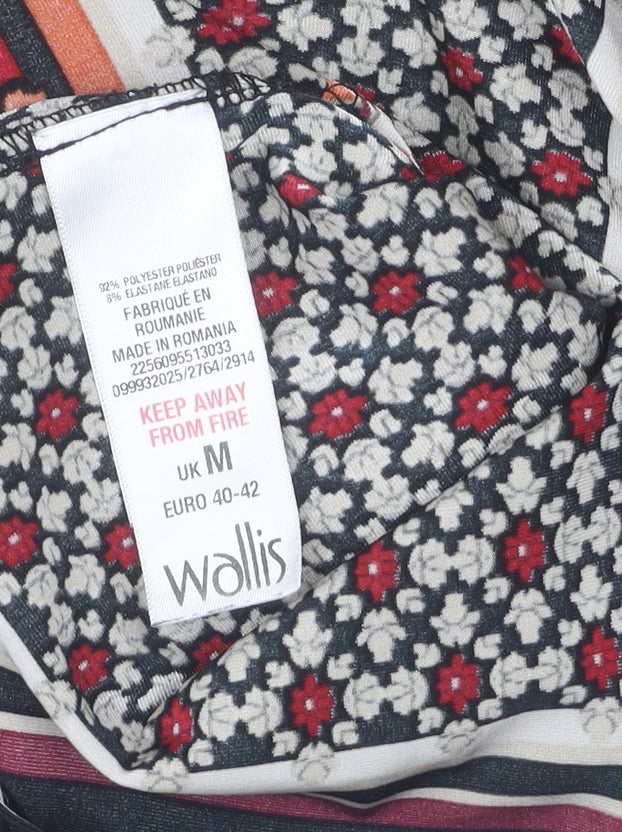 92% POLYESTER POLIÉSTER
8% ELASTANE ELASTANO
FABRIQUÉ EN
ROUMANIE
MADE IN ROMANIA
2256095513033
099932025/2764/2914
KEEP AWAY
FROM FIRE
UK M
EURO 40-42
wallis